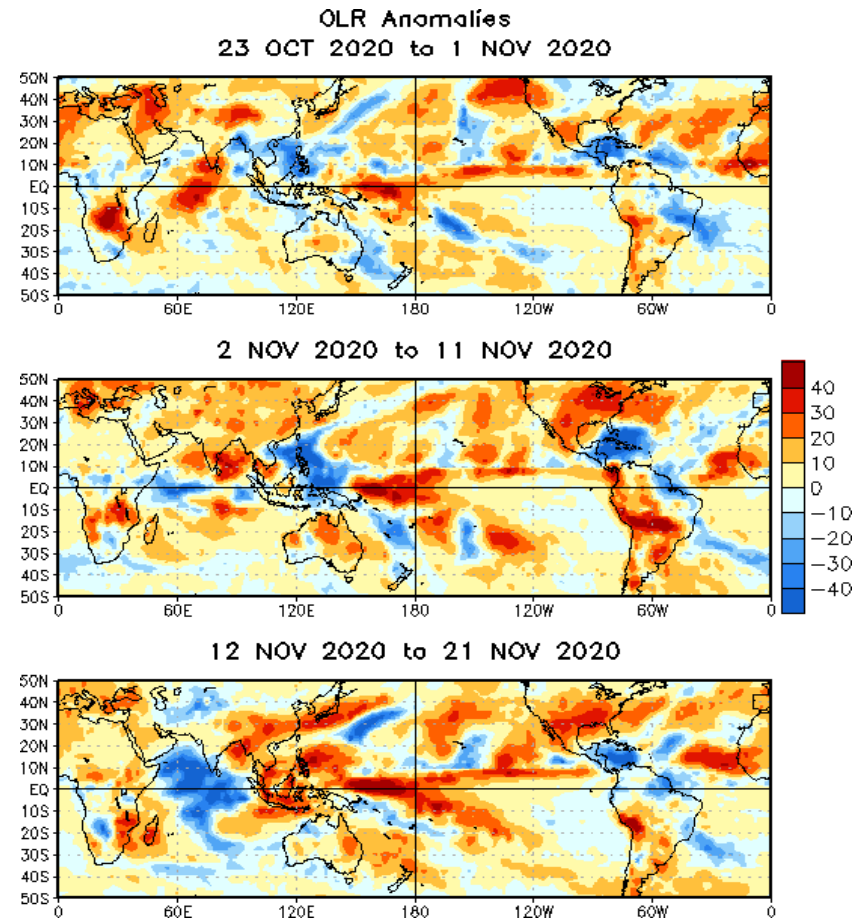 OLR Anomalies
23 OCT 2020 to 1 NOV 2020
50N
40N
30N
20N
10N
EQ
10S
20S
30S
40S
50S
0 60E 120E 180 120W 60W 0
2 NOV 2020 to 11 NOV 2020
50N
40N
30N
20N
10N
EQ
10S
20S
30S
40S
50S
0 60E 120E 180 120W 60W 0
40
30
20
10
0
-10
-20
-30
-40
12 NOV 2020 to 21 NOV 2020
50N
40N
30N
20N
10N
EQ
10S
20S
30S
40S
50S
0 60E 120E 180 120W 60W 0